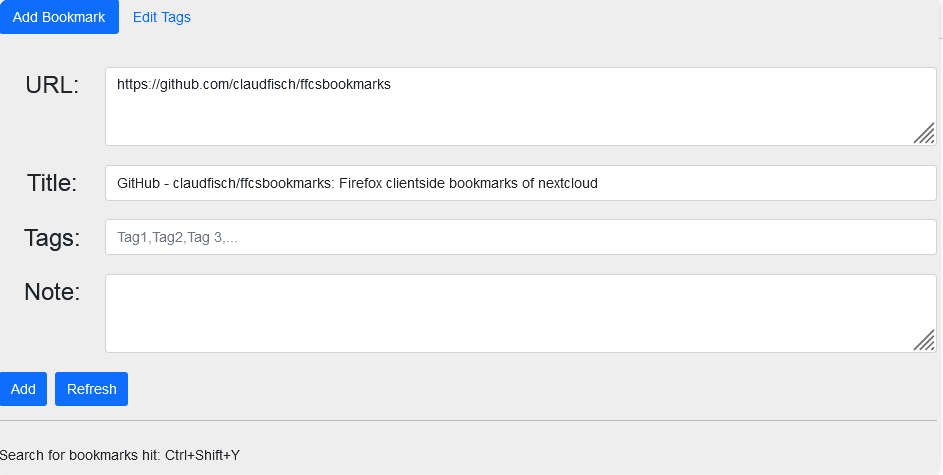 Add Bookmark Edit Tags
URL: https://github.com/claudfisch/ffcsbookmarks
Title: GitHub - claudfisch/ffcsbookmarks: Firefox clientside bookmarks of nextcloud
Tags: Tag1,Tag2,Tag 3,...
Note:
Add Refresh
Search for bookmarks hit: Ctrl+Shift+Y